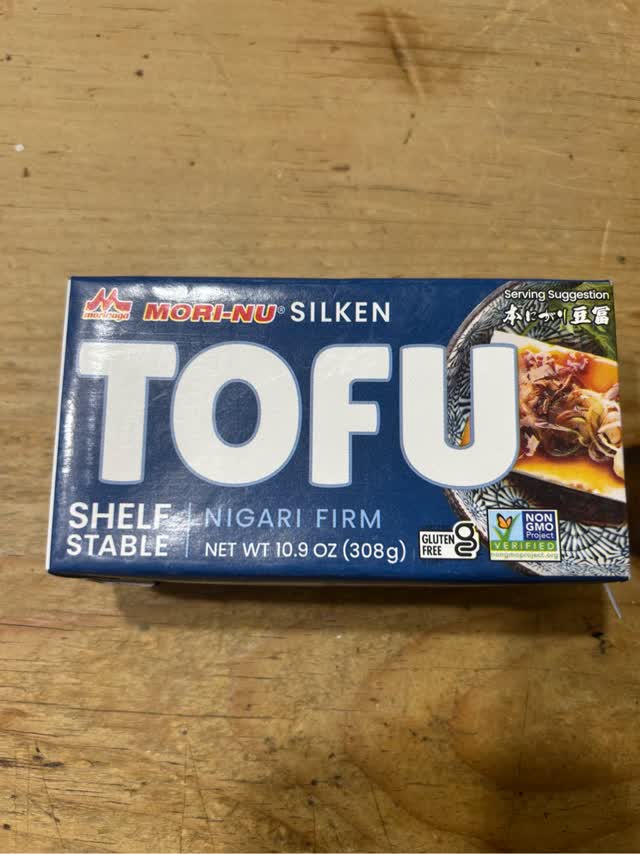 morinaga
MORI-NU® SILKEN
Serving Suggestion
本にがり豆冨
TOFU
SHELF
STABLE
NIGARI FIRM
NET WT 10.9 OZ (308g)
GLUTEN
FREE
g
NON
GMO
Project
VERIFIED
nongmoproject.org